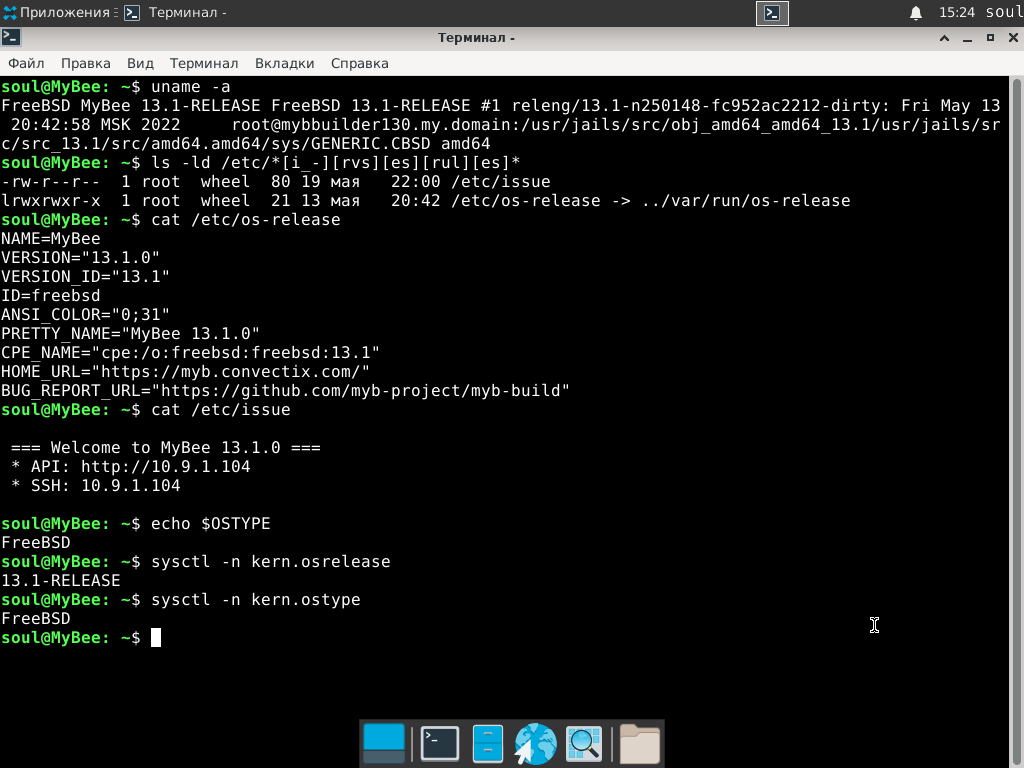 Приложения Терминал - 15:24 soul
Терминал -
Файл Правка Вид Терминал Вкладки Справка
soul@MyBee: ~$ uname -a
FreeBSD MyBee 13.1-RELEASE FreeBSD 13.1-RELEASE #1 releng/13.1-n250148-fc952ac2212-dirty: Fri May 13
 20:42:58 MSK 2022     root@mybbuilder130.my.domain:/usr/jails/src/obj_amd64_amd64_13.1/usr/jails/sr
c/src_13.1/src/amd64.amd64/sys/GENERIC.CBSD amd64
soul@MyBee: ~$ ls -ld /etc/*[i_-][rvs][es][rul][es]*
-rw-r--r--  1 root  wheel  80 19 мая   22:00 /etc/issue
lrwxrwxr-x  1 root  wheel  21 13 мая   20:42 /etc/os-release -> ../var/run/os-release
soul@MyBee: ~$ cat /etc/os-release
NAME=MyBee
VERSION="13.1.0"
VERSION_ID="13.1"
ID=freebsd
ANSI_COLOR="0;31"
PRETTY_NAME="MyBee 13.1.0"
CPE_NAME="cpe:/o:freebsd:freebsd:13.1"
HOME_URL="https://myb.convectix.com/"
BUG_REPORT_URL="https://github.com/myb-project/myb-build"
soul@MyBee: ~$ cat /etc/issue
 === Welcome to MyBee 13.1.0 ===
 * API: http://10.9.1.104
 * SSH: 10.9.1.104
soul@MyBee: ~$ echo $OSTYPE
FreeBSD
soul@MyBee: ~$ sysctl -n kern.osrelease
13.1-RELEASE
soul@MyBee: ~$ sysctl -n kern.ostype
FreeBSD
soul@MyBee: ~$